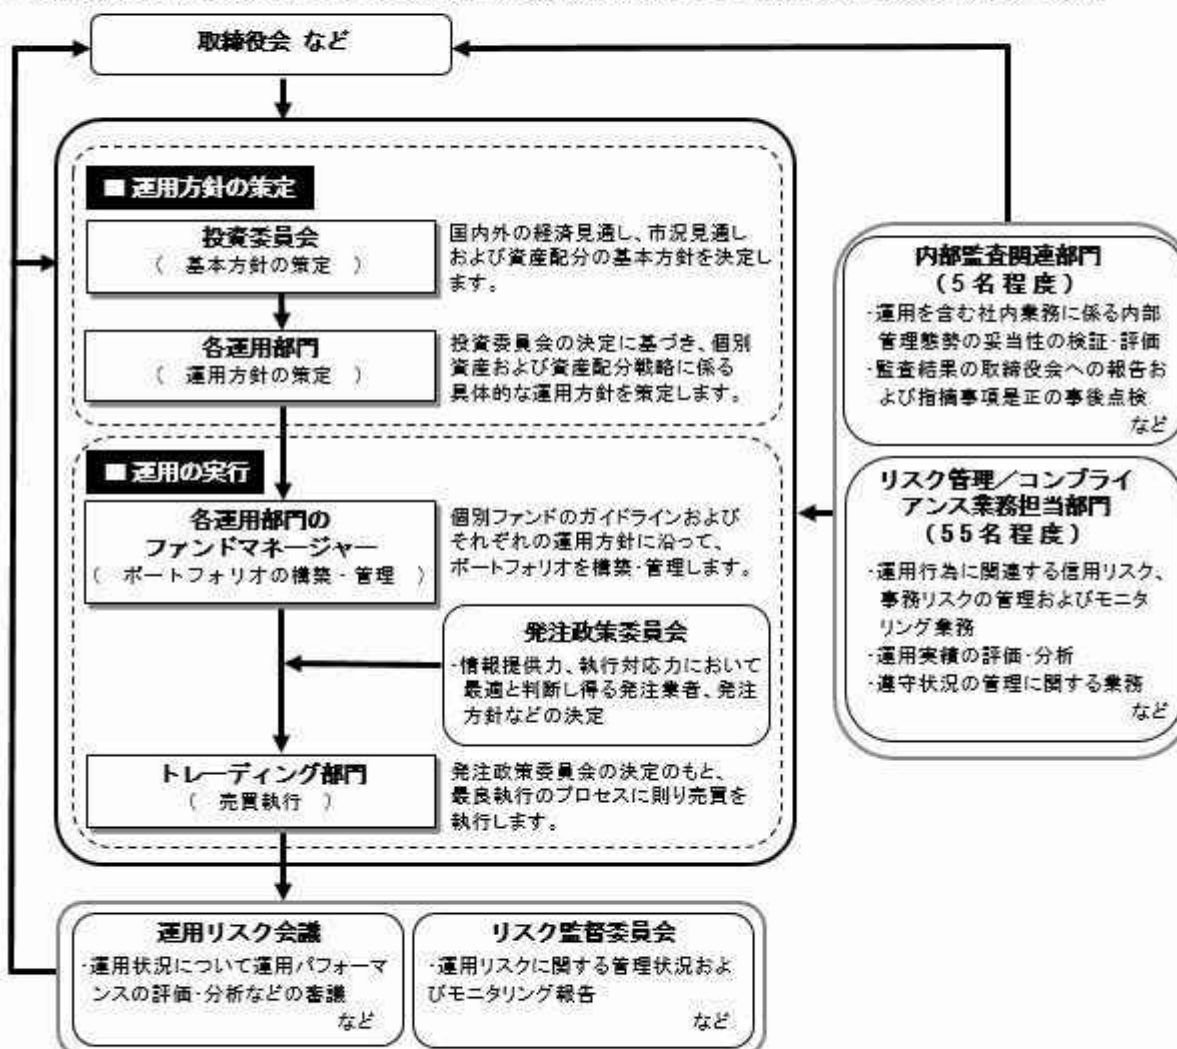 取締役会 など
■ 運用方針の策定
投資委員会
（ 基本方針の策定 ）
国内外の経済見通し、市況見通し
および資産配分の基本方針を決定し
ます。
各運用部門
（ 運用方針の策定 ）
投資委員会の決定に基づき、個別
資産および資産配分戦略に係る
具体的な運用方針を策定します。
■ 運用の実行
各運用部門の
ファンドマネージャー
（ ポートフォリオの構築・管理 ）
個別ファンドのガイドラインおよび
それぞれの運用方針に沿って、
ポートフォリオを構築・管理します。
発注政策委員会
・情報提供力、執行対応力において
最適と判断し得る発注業者、発注
方針などの決定
トレーディング部門
（ 売買執行 ）
発注政策委員会の決定のもと、
最良執行のプロセスに則り売買を
執行します。
内部監査関連部門
（5名程度）
・運用を含む社内業務に係る内部
管理態勢の妥当性の検証・評価
・監査結果の取締役会への報告お
よび指摘事項是正の事後点検
など
リスク管理／コンプライ
アンス業務担当部門
（55名程度）
・運用行為に関連する信用リスク、
事務リスクの管理およびモニタ
リング業務
・運用実績の評価・分析
・遵守状況の管理に関する業務
など
運用リスク会議
・運用状況について運用パフォーマ
ンスの評価・分析などの審議
など
リスク監督委員会
・運用リスクに関する管理状況およ
びモニタリング報告
など